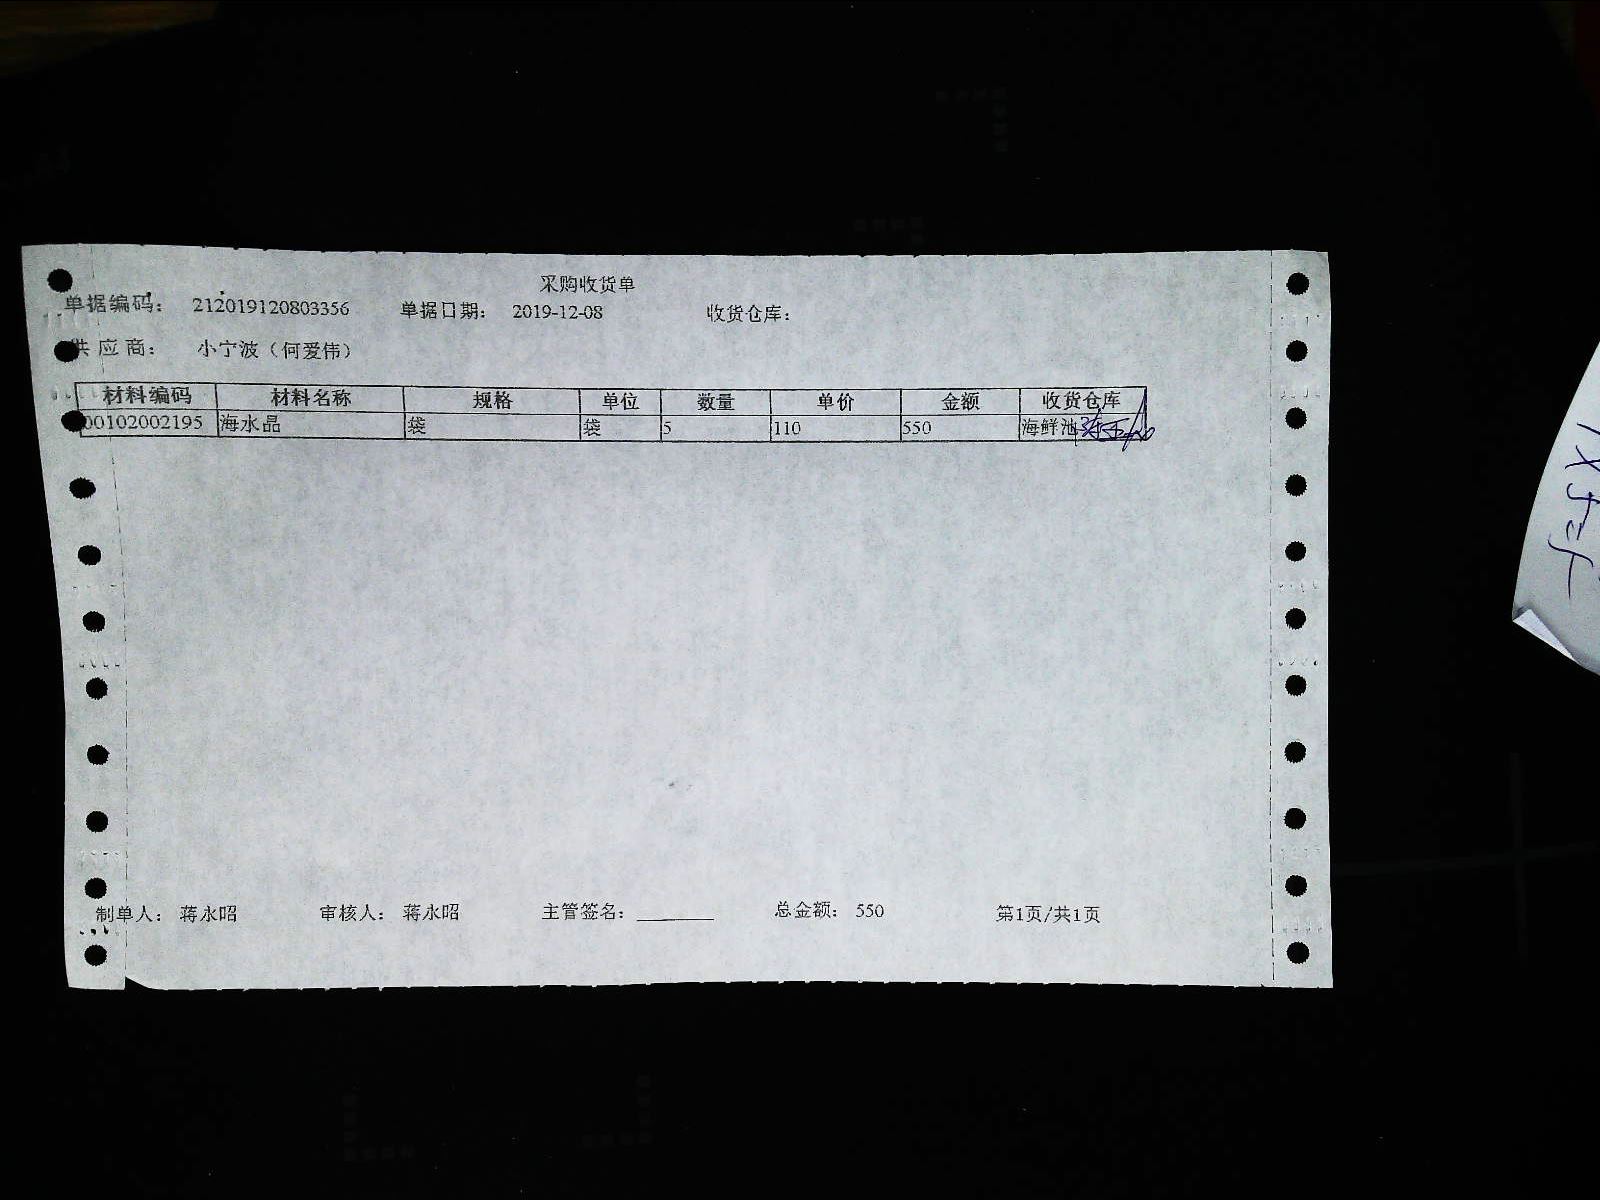 采购收货单
单据编码： 212019120803356 单据日期： 2019-12-08 收货仓库：
供应商： 小宁波（何爱伟）
材料编码 材料名称 规格 单位 数量 单价 金额 收货仓库
00102002195 海水晶 袋 袋 5 110 550 海鲜池
制单人： 蒋永昭 审核人： 蒋永昭 主管签名： 总金额： 550 第1页/共1页